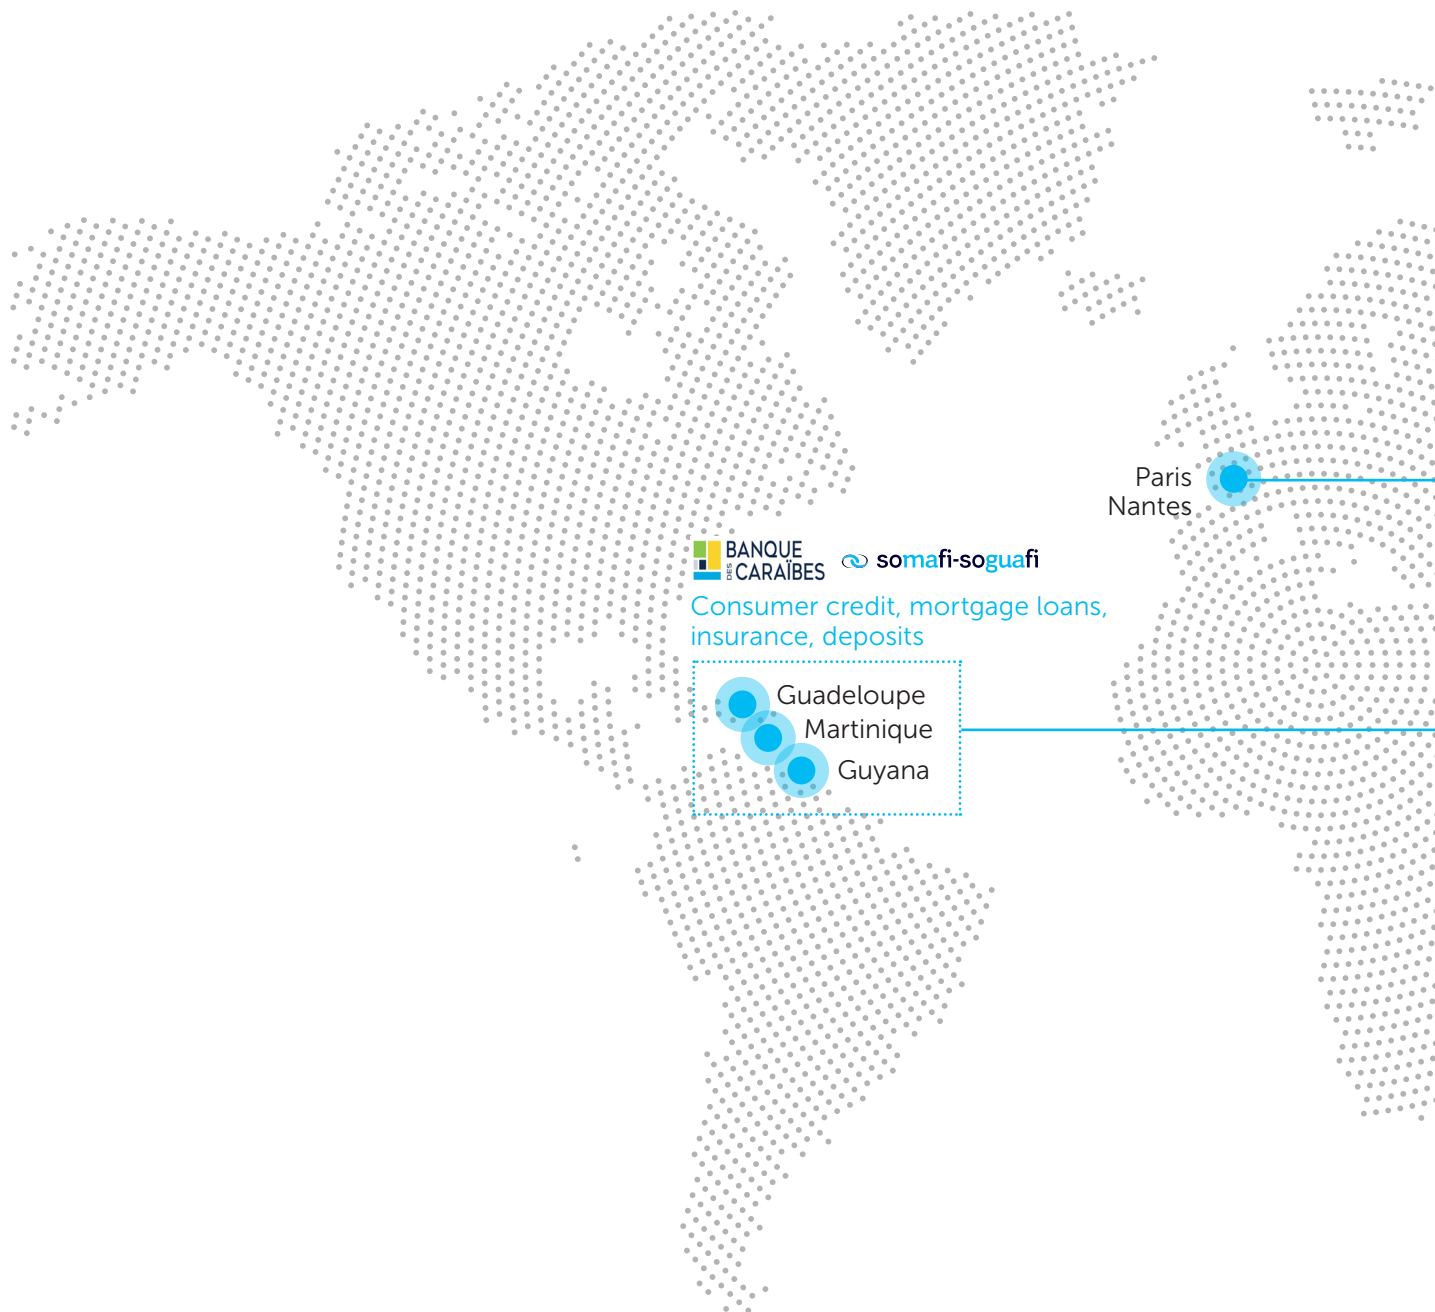 Paris
Nantes
BANQUE
DES CARAÏBES
somafi-soguafi
Consumer credit, mortgage loans,
insurance, deposits
Guadeloupe
Martinique
Guyana